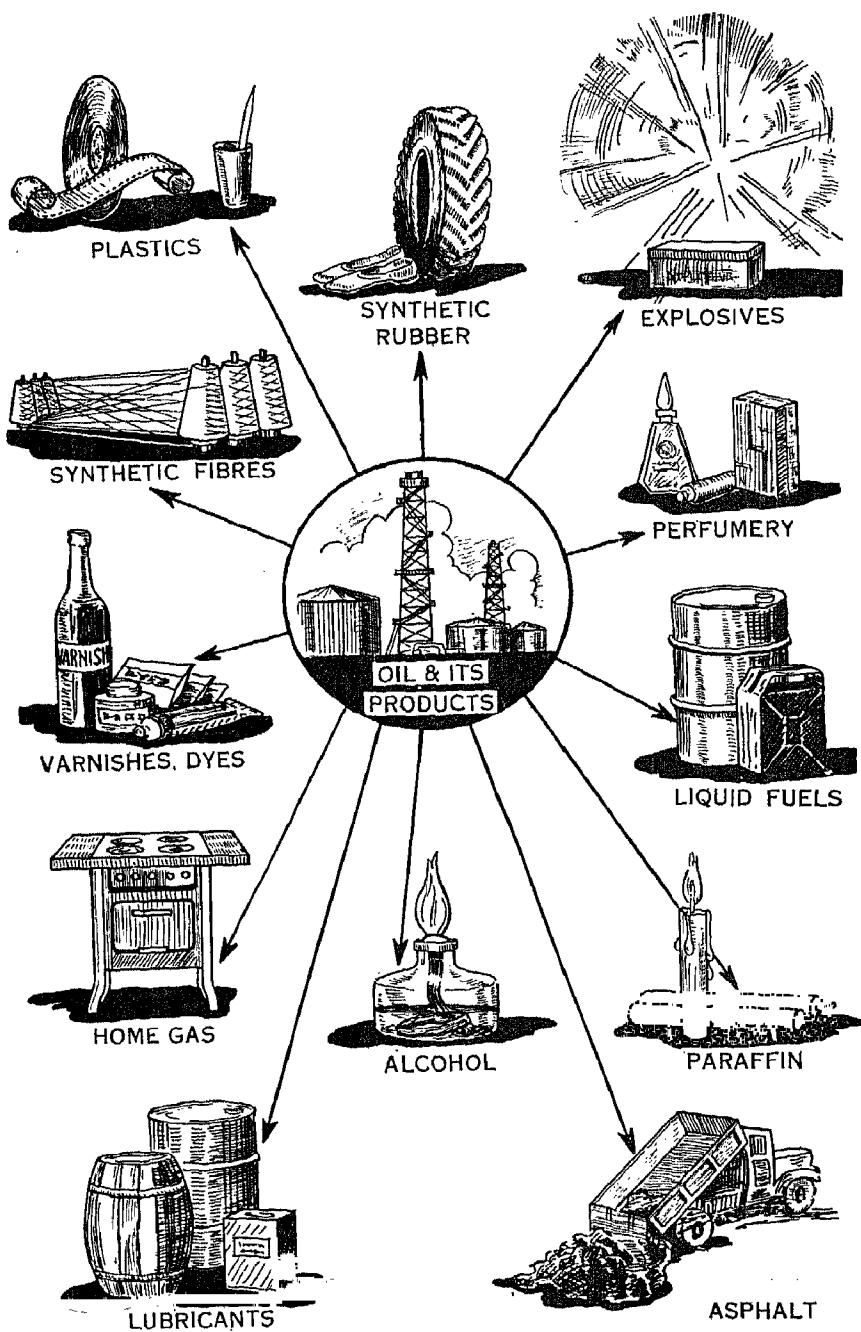 PLASTICS
SYNTHETIC
RUBBER
EXPLOSIVES
SYNTHETIC FIBRES
PERFUMERY
VARNISH
OIL & ITS
PRODUCTS
VARNISHES, DYES
LIQUID FUELS
HOME GAS
ALCOHOL
PARAFFIN
LUBRICANTS
ASPHALT